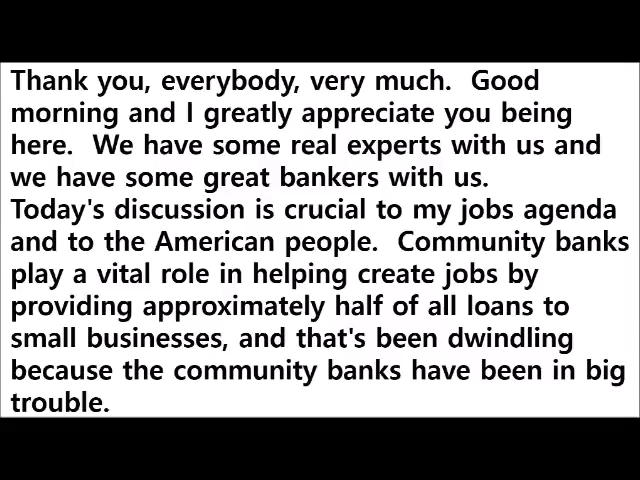 Thank you, everybody, very much.  Good
morning and I greatly appreciate you being
here.  We have some real experts with us and
we have some great bankers with us.
Today's discussion is crucial to my jobs agenda
and to the American people.  Community banks
play a vital role in helping create jobs by
providing approximately half of all loans to
small businesses, and that's been dwindling
because the community banks have been in big
trouble.